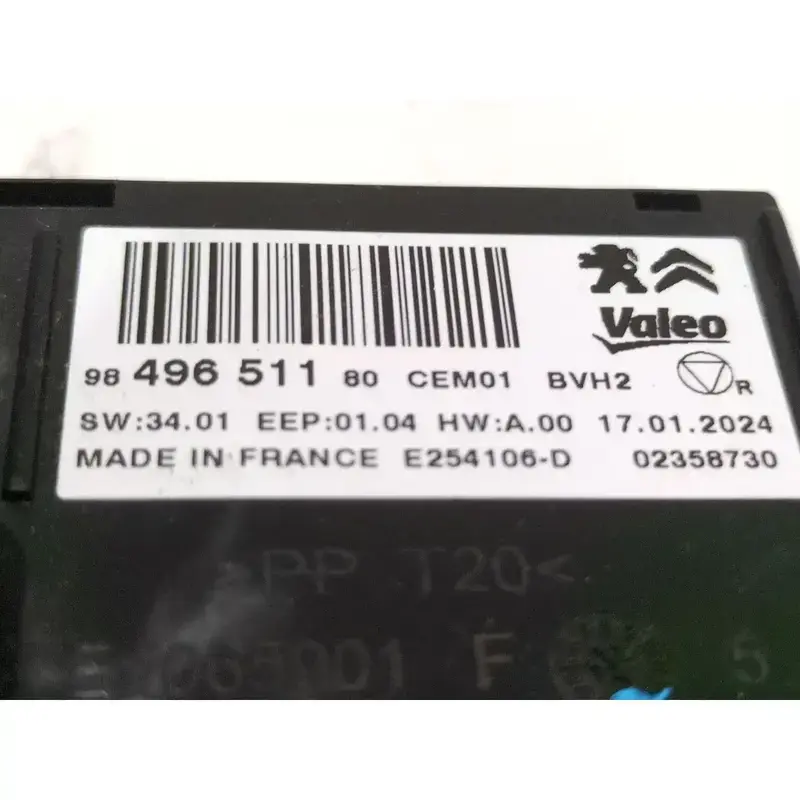 Valeo
98 496 511 80 CEM01 BVH2 R
SW:34.01 EEP:01.04 HW:A.00 17.01.2024
MADE IN FRANCE E254106-D 02358730
>PP T20<
065001 F 5